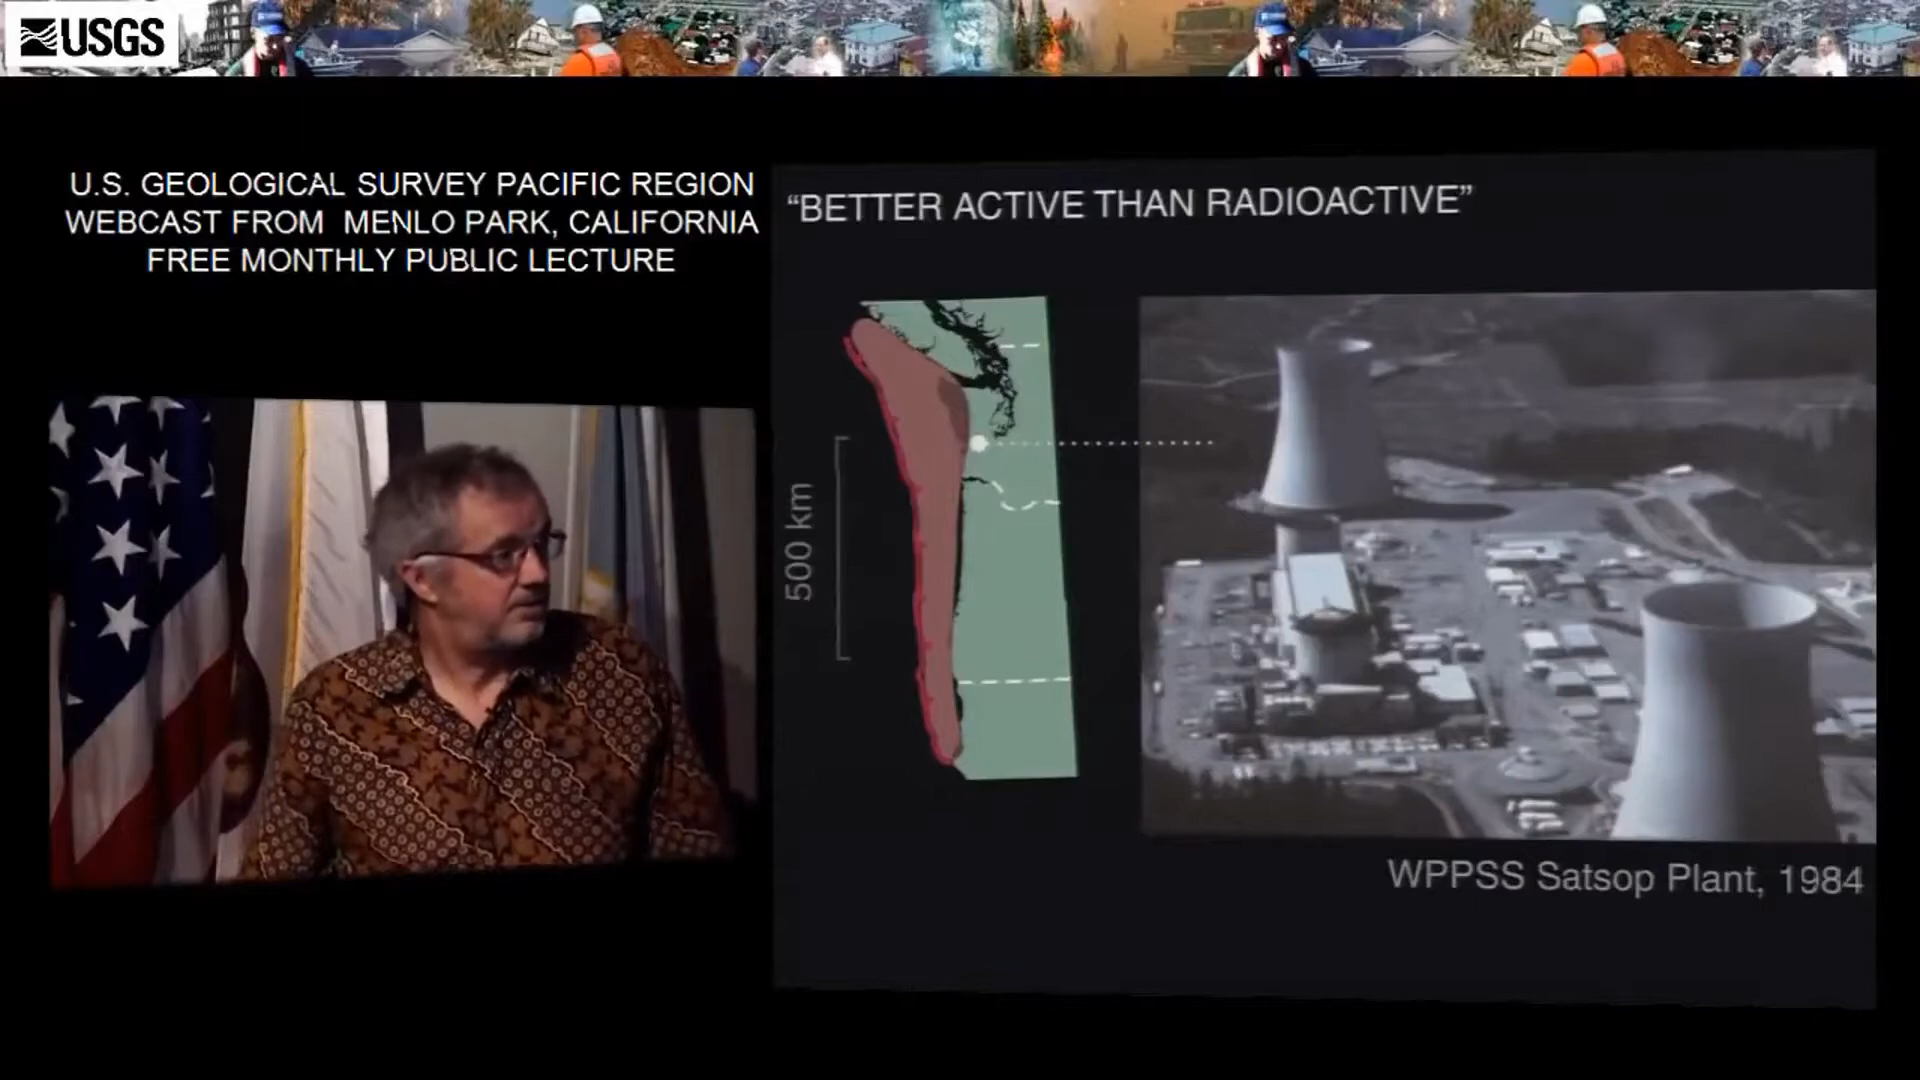 USGS
U.S. GEOLOGICAL SURVEY PACIFIC REGION
WEBCAST FROM MENLO PARK, CALIFORNIA
FREE MONTHLY PUBLIC LECTURE
“BETTER ACTIVE THAN RADIOACTIVE”
500 km
WPPSS Satsop Plant, 1984